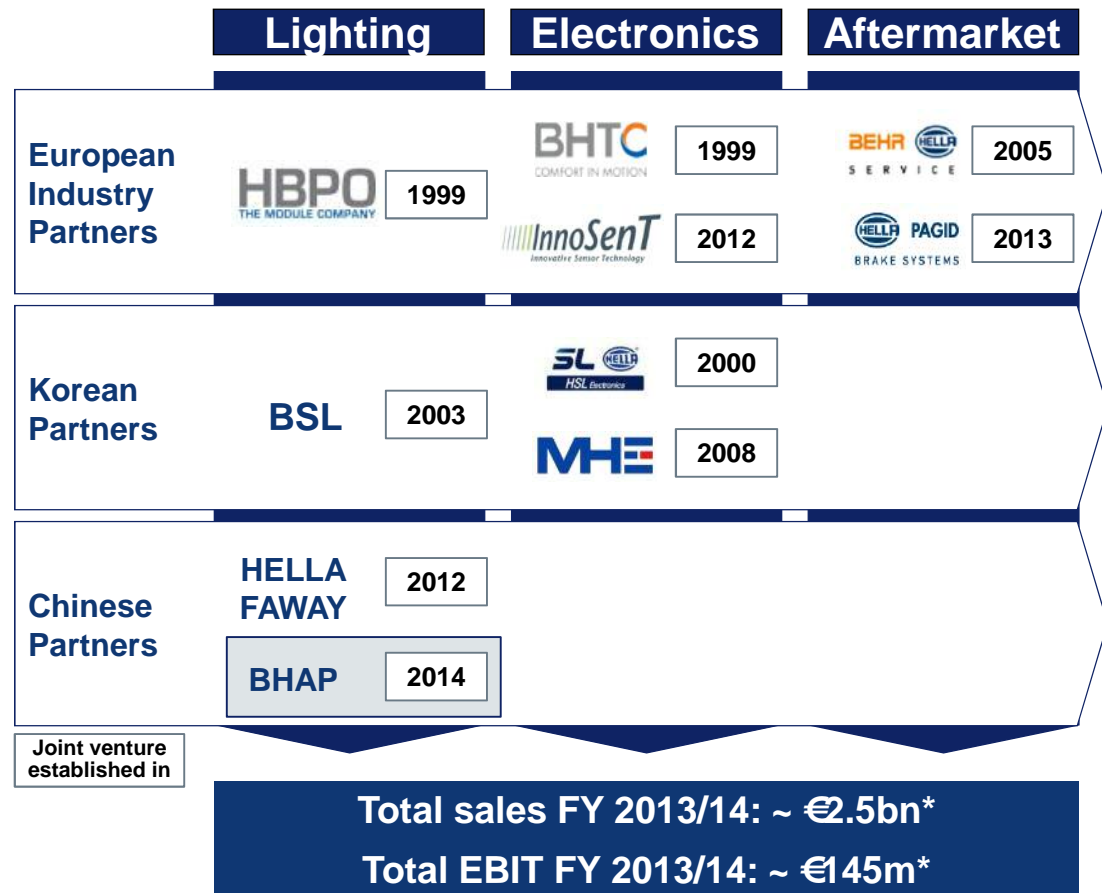 Lighting
Electronics
Aftermarket
European
Industry
Partners
HBPO
THE MODULE COMPANY
1999
BHTC
COMFORT IN MOTION
1999
InnoSenT
Innovative Sensor Technology
2012
BEHR HELLA
SERVICE
2005
HELLA PAGID
BRAKE SYSTEMS
2013
Korean
Partners
BSL
2003
SL HELLA
HSL Electronics
2000
MHE
2008
Chinese
Partners
HELLA
FAWAY
2012
BHAP
2014
Joint venture
established in
Total sales FY 2013/14: ~ €2.5bn*
Total EBIT FY 2013/14: ~ €145m*